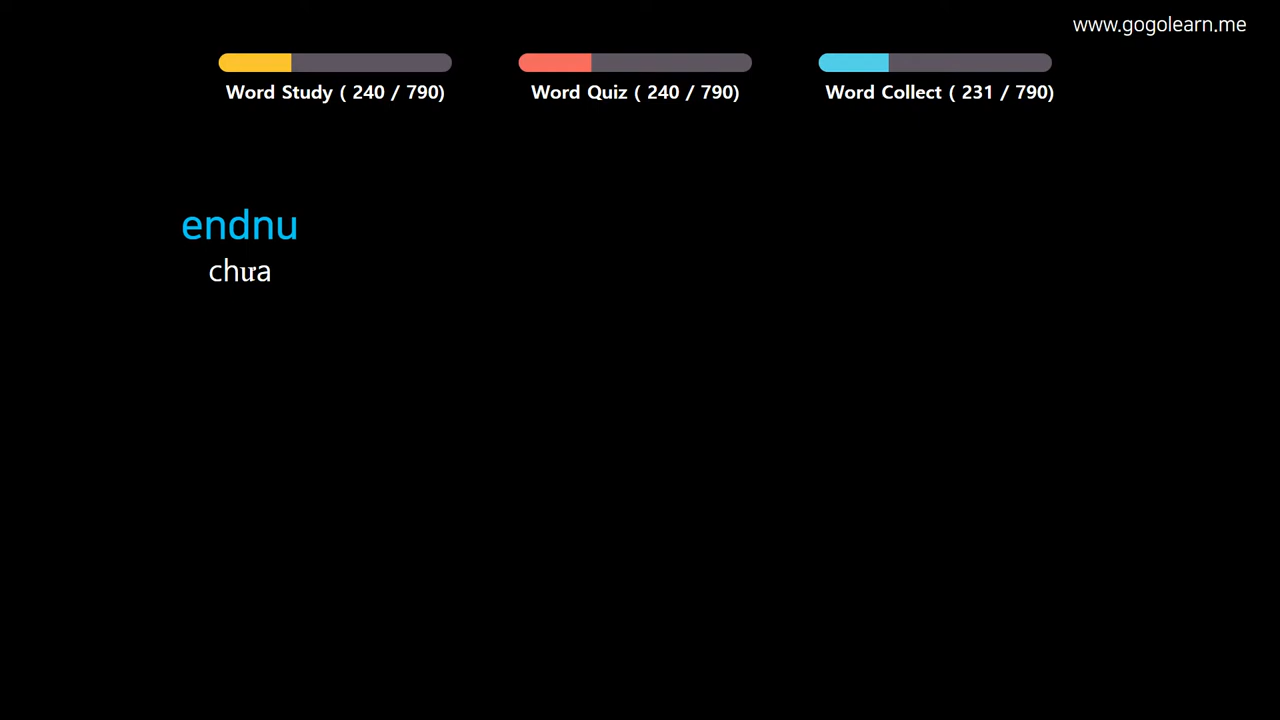 www.gogolearn.me
Word Study ( 240 / 790)
Word Quiz ( 240 / 790)
Word Collect ( 231 / 790)
endnu
chưa